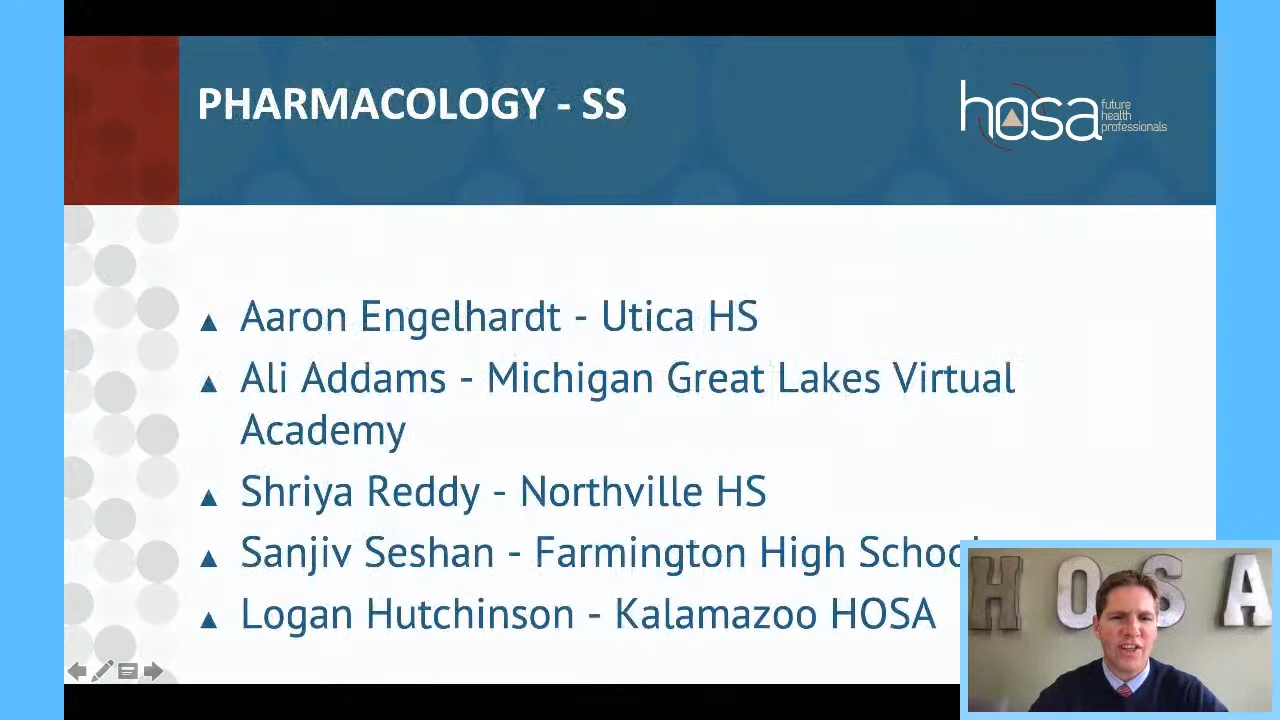 PHARMACOLOGY - SS
hosa
future
health
professionals
Aaron Engelhardt - Utica HS
Ali Addams - Michigan Great Lakes Virtual
Academy
Shriya Reddy - Northville HS
Sanjiv Seshan - Farmington High School
Logan Hutchinson - Kalamazoo HOSA
HOSA